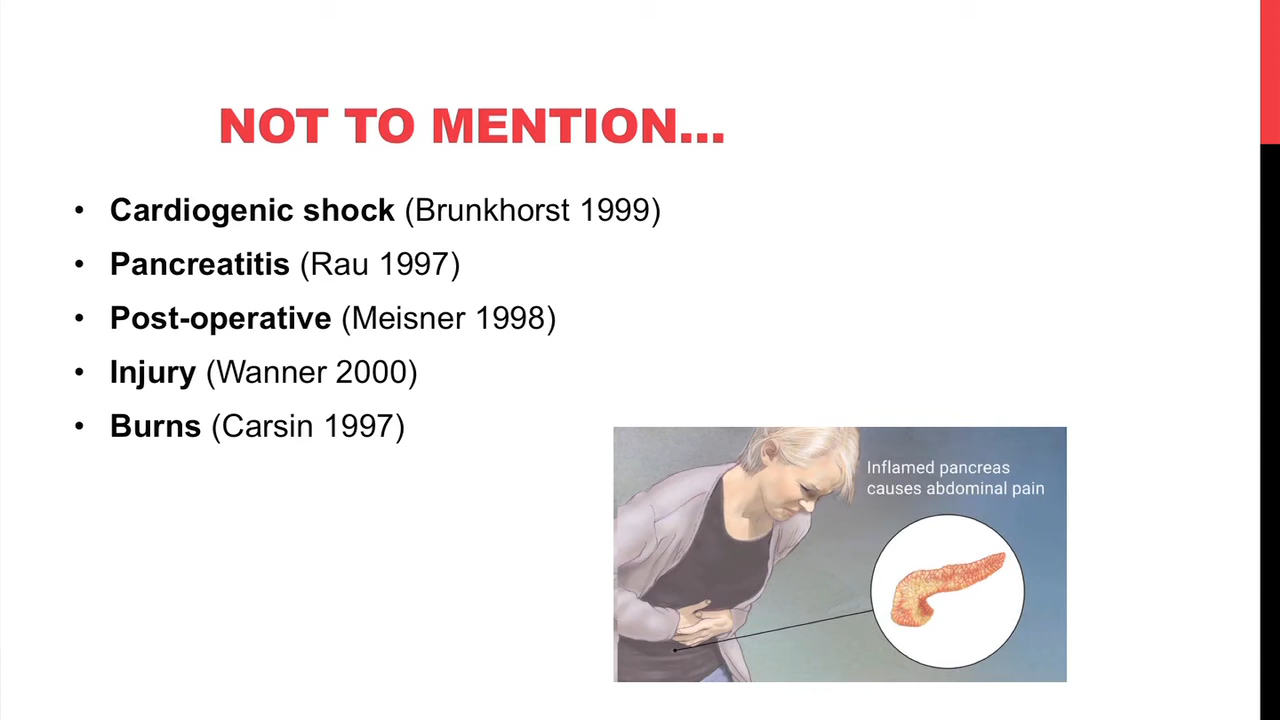 NOT TO MENTION...
• Cardiogenic shock (Brunkhorst 1999)
• Pancreatitis (Rau 1997)
• Post-operative (Meisner 1998)
• Injury (Wanner 2000)
• Burns (Carsin 1997)
Inflamed pancreas
causes abdominal pain